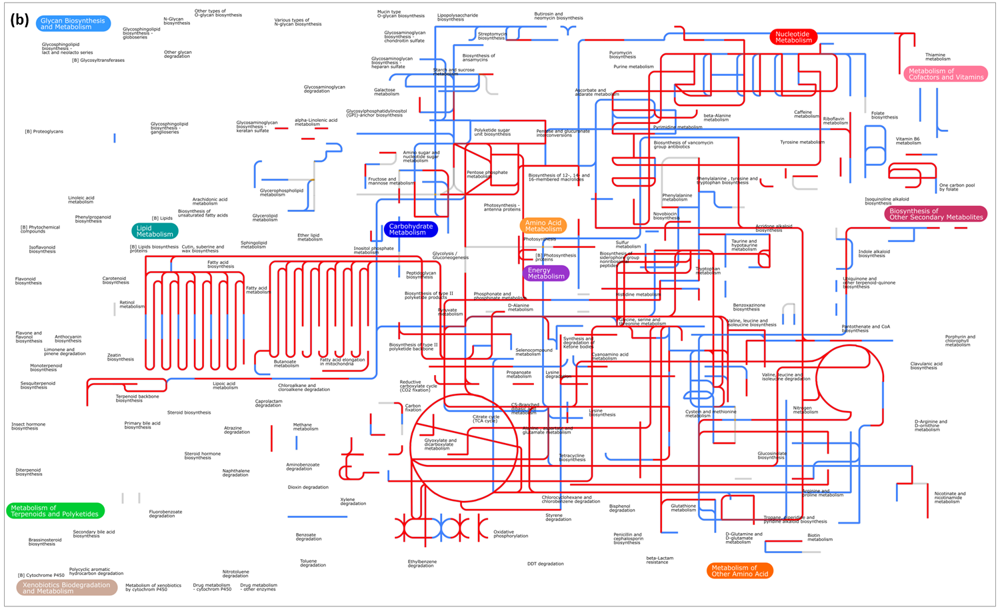 (b)
Glycan Biosynthesis
and Metabolism
Other types of
O-glycan biosynthesis
N-Glycan
biosynthesis
Various types of
N-glycan biosynthesis
Mucin type
O-glycan biosynthesis
Lipopolysaccharide
biosynthesis
Butirosin and
neomycin biosynthesis
Glycosphingolipid
biosynthesis -
globoseries
Glycosaminoglycan
biosynthesis -
chondroitin sulfate
Streptomycin
biosynthesis
Nucleotide
Metabolism
Glycosphingolipid
biosynthesis -
lact and neolacto series
Other glycan
degradation
[B] Glycosyltransferases
Glycosaminoglycan
biosynthesis -
heparan sulfate
Biosynthesis of
ansamycins
Puromycin
biosynthesis
Purine metabolism
Thiamine
metabolism
Metabolism of
Cofactors and Vitamins
Starch and sucrose
metabolism
Glycosaminoglycan
degradation
Galactose
metabolism
Ascorbate and
aldarate metabolism
Glycosylphosphatidylinositol
(GPI)-anchor biosynthesis
beta-Alanine
metabolism
Caffeine
metabolism
Riboflavin
metabolism
Folate
biosynthesis
[B] Proteoglycans
Glycosphingolipid
biosynthesis -
ganglioseries
Glycosaminoglycan
biosynthesis -
keratan sulfate
alpha-Linolenic acid
metabolism
Polyketide sugar
unit biosynthesis
Pentose and glucuronate
interconversions
Pyrimidine metabolism
Biosynthesis of vancomycin
group antibiotics
Tyrosine metabolism
Vitamin B6
metabolism
Amino sugar and
nucleotide sugar
metabolism
Fructose and
mannose metabolism
Pentose phosphate
metabolism
Biosynthesis of 12-, 14- and
16-membered macrolides
Phenylalanine , tyrosine and
tryptophan biosynthesis
One carbon pool
by folate
Glycerophospholipid
metabolism
Linoleic acid
metabolism
Arachidonic acid
metabolism
Phenylalanine
metabolism
Isoquinoline alkaloid
biosynthesis
Photosynthesis -
antenna proteins
Biosynthesis of
unsaturated fatty acids
Glycerolipid
metabolism
Novobiocin
biosynthesis
Biosynthesis of
Other Secondary Metabolites
Phenylpropanoid
biosynthesis
[B] Lipids
[B] Phytochemical
compounds
Lipid
Metabolism
Carbohydrate
Metabolism
Amino Acid
Metabolism
Acridone alkaloid
biosynthesis
Ether lipid
metabolism
Sphingolipid
metabolism
Photosynthesis
Sulfur
metabolism
Taurine and
hypotaurine
metabolism
Isoflavonoid
biosynthesis
[B] Lipids biosynthesis
proteins
Cutin, suberine and
wax biosynthesis
Inositol phosphate
metabolism
Glycolysis /
Gluconeogenesis
[B] Photosynthesis
proteins
Biosynthesis of
siderophore group
nonribosomal
peptides
Indole alkaloid
biosynthesis
Fatty acid
biosynthesis
Energy
Metabolism
Tryptophan
metabolism
Flavonoid
biosynthesis
Carotenoid
biosynthesis
Peptidoglycan
biosynthesis
Ubiquinone and
other terpenoid-quinone
biosynthesis
Fatty acid
metabolism
Biosynthesis of type II
polyketide products
Phosphonate and
phosphinate metabolism
Histidine metabolism
Retinol
metabolism
Pyruvate
metabolism
D-Alanine
metabolism
Benzoxazinone
biosynthesis
Glycine, serine and
threonine metabolism
Valine, leucine and
isoleucine biosynthesis
Pantothenate and CoA
biosynthesis
Flavone and
flavonol
biosynthesis
Anthocyanin
biosynthesis
Porphyrin and
chlorophyll
metabolism
Biosynthesis of type II
polyketide backbone
Synthesis and
degradation of
Ketone bodies
Limonene and
pinene degradation
Zeatin
biosynthesis
Selenocompound
metabolism
Cyanoamino acid
metabolism
Monoterpenoid
biosynthesis
Butanoate
metabolism
Fatty acid elongation
in mitochondria
Clavulanic acid
biosynthesis
Propanoate
metabolism
Lysine
degradation
Valine, leucine and
isoleucine degradation
Sesquiterpenoid
biosynthesis
Lipoic acid
metabolism
Chloroalkane and
cloroalkene degradation
Reductive
carboxylate cycle
(CO2 fixation)
Terpenoid backbone
biosynthesis
Caprolactam
degradation
Carbon
fixation
C5-Branched
dibasic acid
metabolism
Lysine
biosynthesis
Cystein and methionine
metabolism
Nitrogen
metabolism
Steroid biosynthesis
Citrate cycle
(TCA cycle)
Insect hormone
biosynthesis
Primary bile acid
biosynthesis
Atrazine
degradation
Methane
metabolism
Alanine , aspartate and
glutamate metabolism
D-Arginine and
D-ornithine
metabolism
Glyoxylate and
dicarboxylate
metabolism
Steroid hormone
biosynthesis
Tetracycline
biosynthesis
Glucosinolate
biosynthesis
Diterpenoid
biosynthesis
Naphthalene
degradation
Aminobenzoate
degradation
Dioxin degradation
Xylene
degradation
Chlorocyclohexane and
chlorobenzene degradation
Arginine and
proline metabolism
Nicotinate and
nicotinamide
metabolism
Metabolism of
Terpenoids and Polyketides
Fluorobenzoate
degradation
Styrene
degradation
Bisphenol
degradation
Glutathione
metabolism
Tropane, piperidine and
pyridine alkaloid biosynthesis
Brassinosteroid
biosynthesis
Secondary bile acid
biosynthesis
Benzoate
degradation
Oxidative
phosphorylation
Penicillin and
cephalosporin
biosynthesis
D-Glutamine and
D-glutamate
metabolism
Biotin
metabolism
Toluene
degradation
Ethylbenzene
degradation
DDT degradation
beta-Lactam
resistance
Metabolism of
Other Amino Acid
[B] Cytochrome P450
Polycyclic aromatic
hydrocarbon degradation
Nitrotoluene
degradation
Xenobiotics Biodegradation
and Metabolism
Metabolism of xenobiotics
by cytochrom P450
Drug metabolism
- cytochrom P450
Drug metabolism
- other enzymes